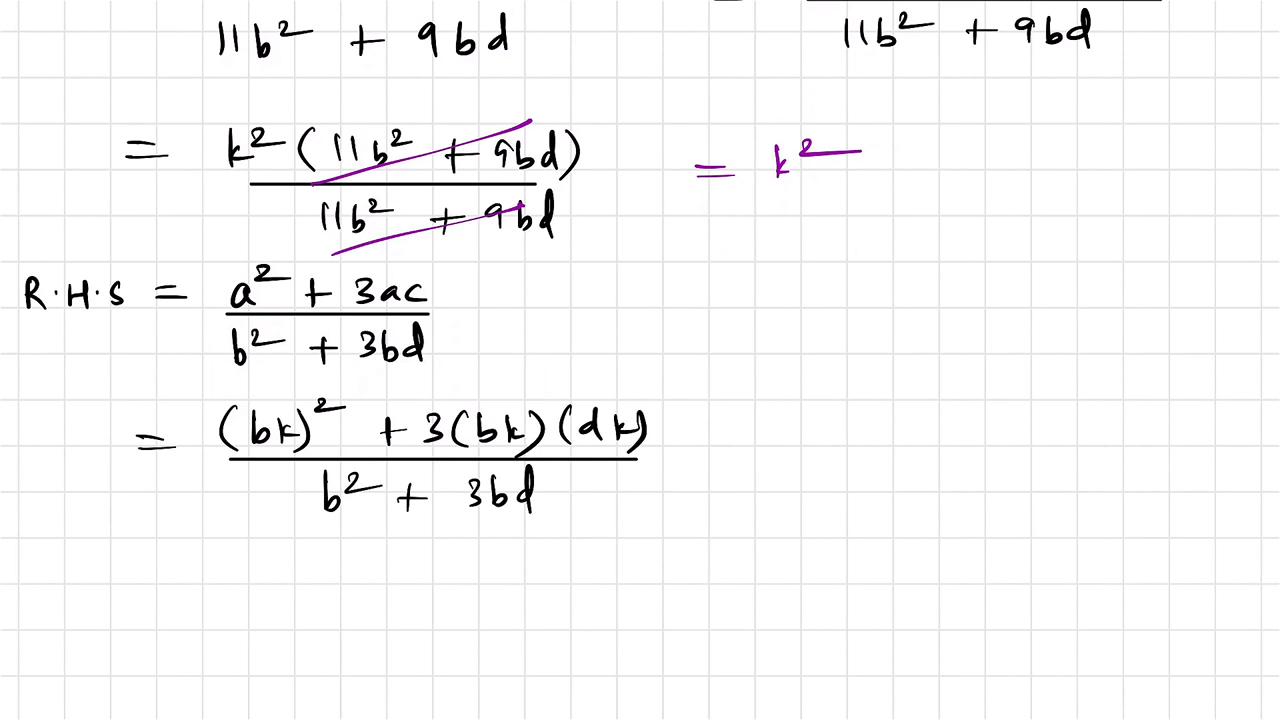 11b² + 9bd
11b² + 9bd
= k²(11b² + 9bd) = k²
11b² + 9bd
R.H.S = a² + 3ac
b² + 3bd
= (bk)² + 3(bk)(dk)
b² + 3bd